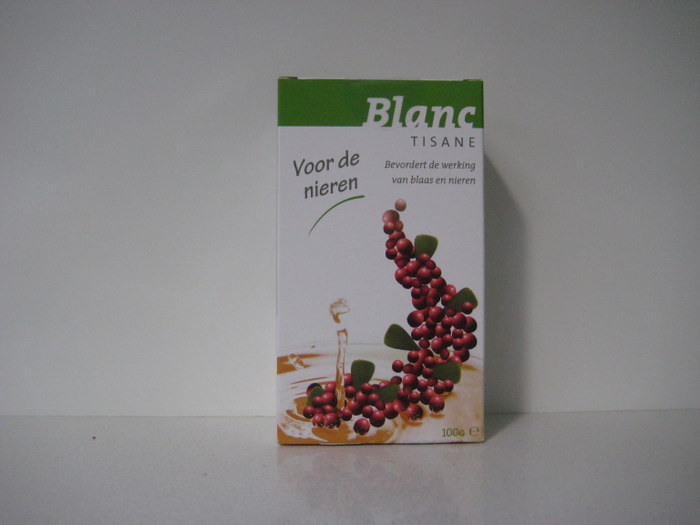 Blanc
TISANE
Voor de
nieren
Bevordert de werking
van blaas en nieren
100G ℮